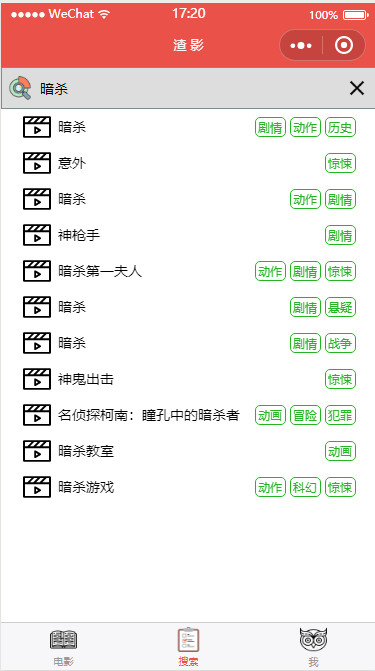 WeChat 17:20 100%
渣影
暗杀
暗杀 剧情 动作 历史
意外 惊悚
暗杀 动作 剧情
神枪手 剧情
暗杀第一夫人 动作 剧情 惊悚
暗杀 剧情 悬疑
暗杀 剧情 战争
神鬼出击 惊悚
名侦探柯南：瞳孔中的暗杀者 动画 冒险 犯罪
暗杀教室 动画
暗杀游戏 动作 科幻 惊悚
电影 搜索 我